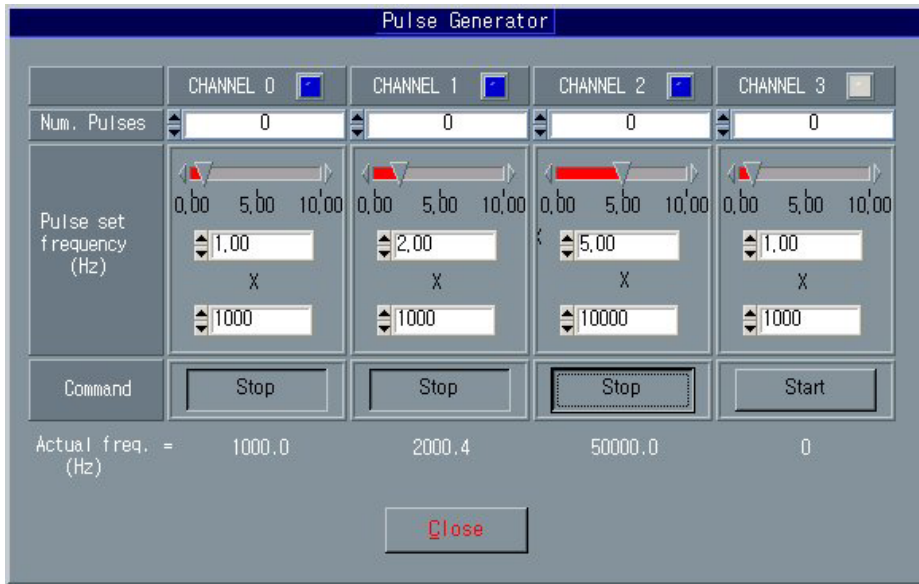 Pulse Generator
CHANNEL 0 CHANNEL 1 CHANNEL 2 CHANNEL 3
Num. Pulses 0 0 0 0
0,00 5,00 10,00 0,00 5,00 10,00 0,00 5,00 10,00 0,00 5,00 10,00
Pulse set
frequency
(Hz)
1,00 2,00 5,00 1,00
X X X X
1000 1000 10000 1000
Command Stop Stop Stop Start
Actual freq. = 1000.0 2000.4 50000.0 0
(Hz)
Close